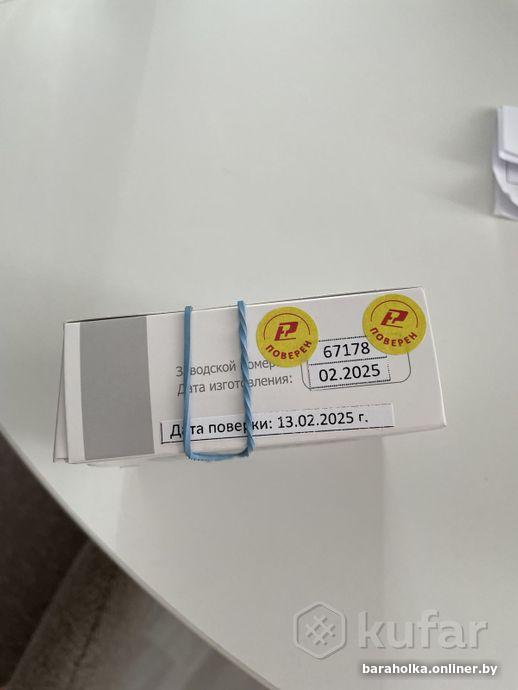 ПОВЕРЕН
ПОВЕРЕН
Заводской номер:
67178
Дата изготовления:
02.2025
Дата поверки: 13.02.2025 г.
kufar
baraholka.onliner.by